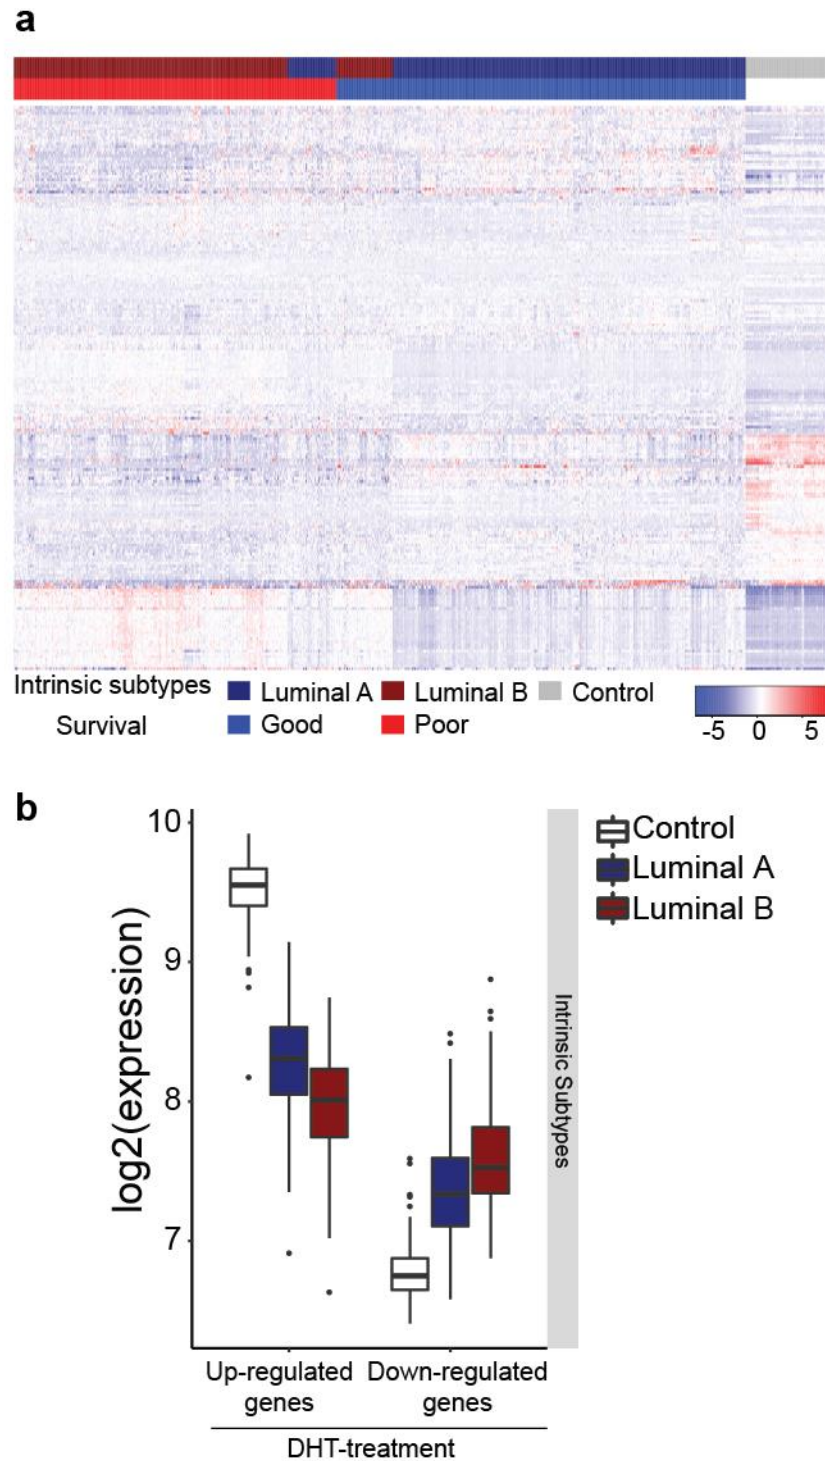 a
Intrinsic subtypes Luminal A Luminal B Control
Survival Good Poor
-5 0 5
b
10
9
8
7
log2(expression)
Control
Luminal A
Luminal B
Intrinsic Subtypes
Up-regulated genes
Down-regulated genes
DHT-treatment